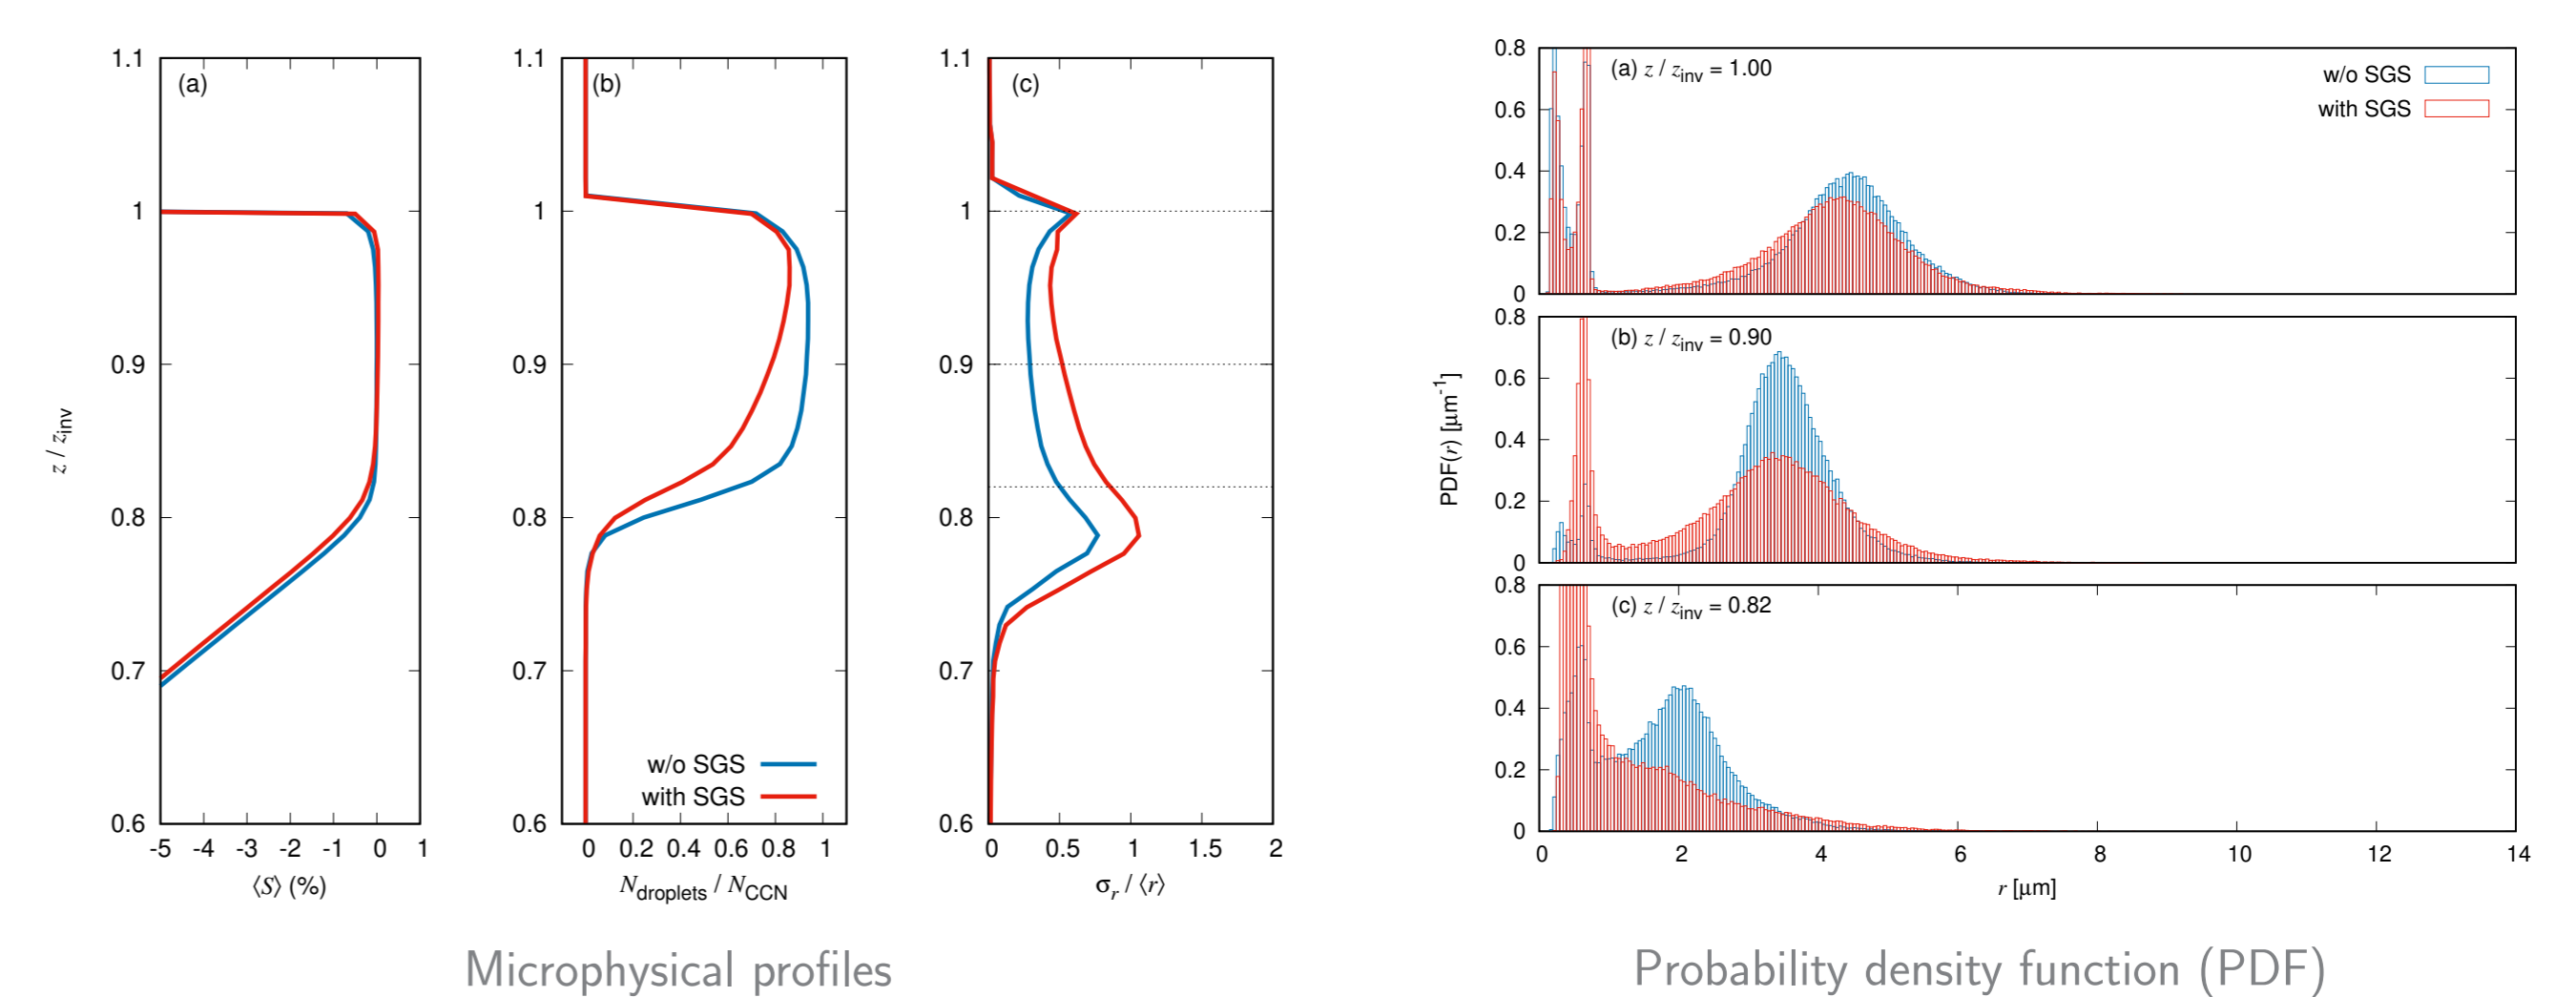 (a)
1.1
1
0.9
0.8
0.7
0.6
z / z_inv
-5 -4 -3 -2 -1 0 1
⟨S⟩ (%)
(b)
1.1
1
0.9
0.8
0.7
0.6
w/o SGS
with SGS
0 0.2 0.4 0.6 0.8 1
N_droplets / N_CCN
(c)
1.1
1
0.9
0.8
0.7
0.6
0 0.5 1 1.5 2
σ_r / ⟨r⟩
Microphysical profiles
(a) z / z_inv = 1.00
w/o SGS
with SGS
0.8
0.6
0.4
0.2
0
(b) z / z_inv = 0.90
0.8
0.6
0.4
0.2
0
PDF(r) [μm⁻¹]
(c) z / z_inv = 0.82
0.8
0.6
0.4
0.2
0
0 2 4 6 8 10 12 14
r [μm]
Probability density function (PDF)